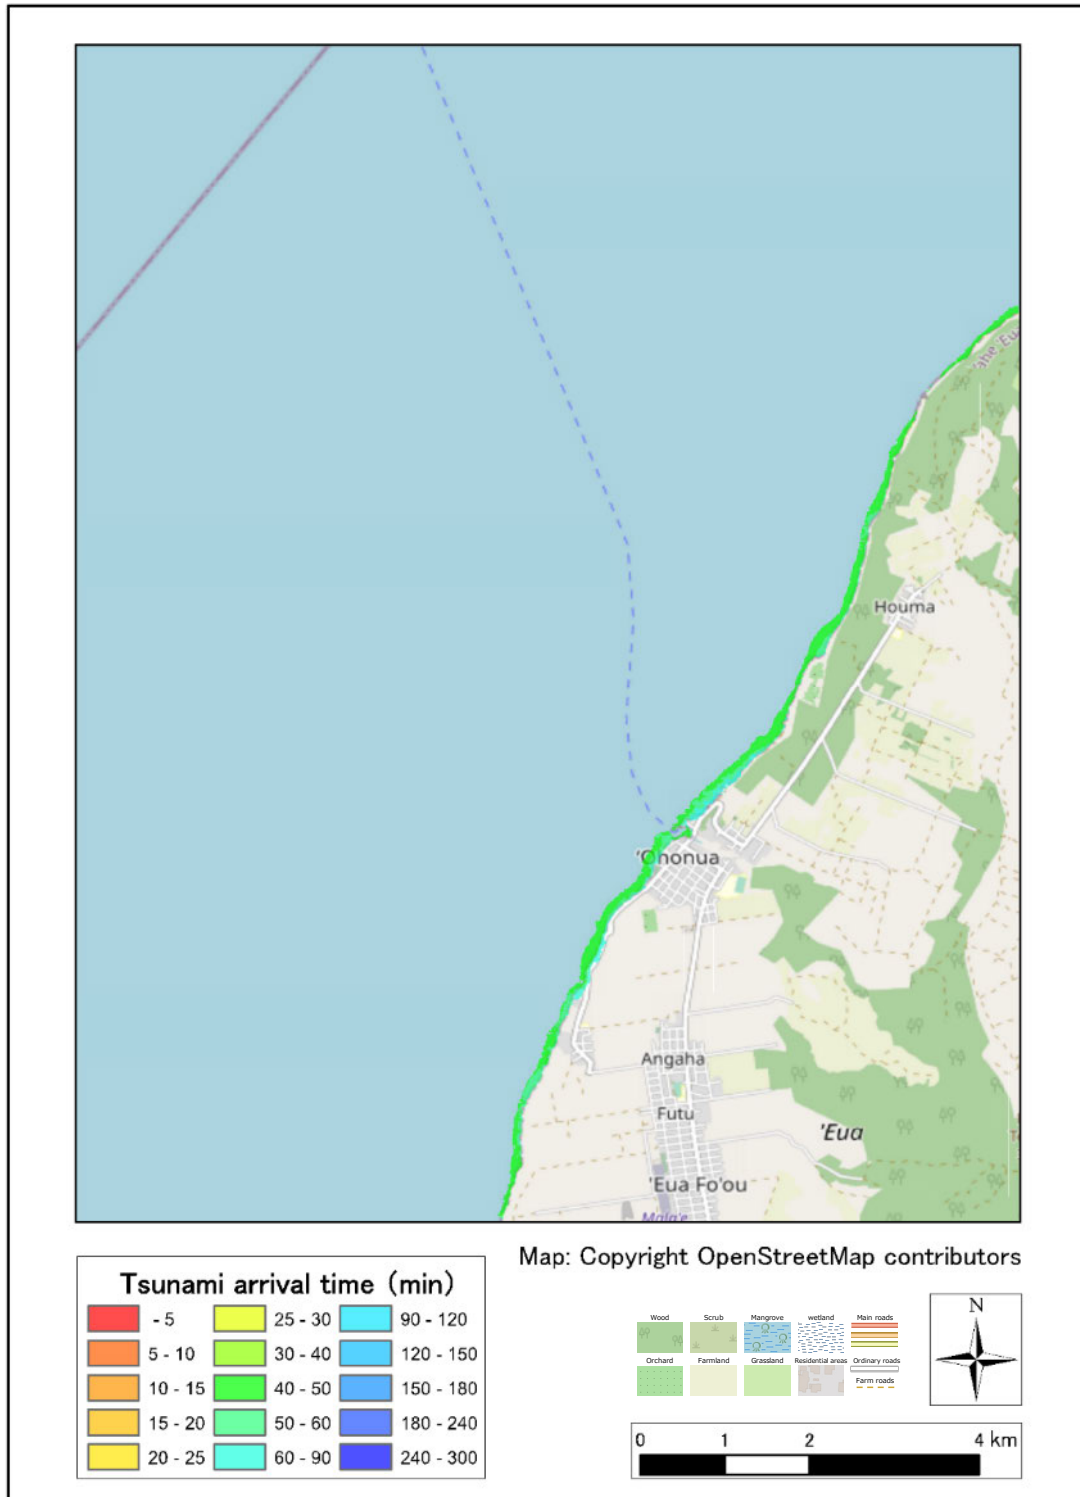 'ane 'Eu
Houma
'Ohonua
Angaha
Futu
'Eua
'Eua Fo'ou
Mala'e
Map: Copyright OpenStreetMap contributors
Tsunami arrival time (min)
- 5
5 - 10
10 - 15
15 - 20
20 - 25
25 - 30
30 - 40
40 - 50
50 - 60
60 - 90
90 - 120
120 - 150
150 - 180
180 - 240
240 - 300
Wood
Scrub
Mangrove
wetland
Main roads
Orchard
Farmland
Grassland
Residential areas
Ordinary roads
Farm roads
N
0 1 2 4 km